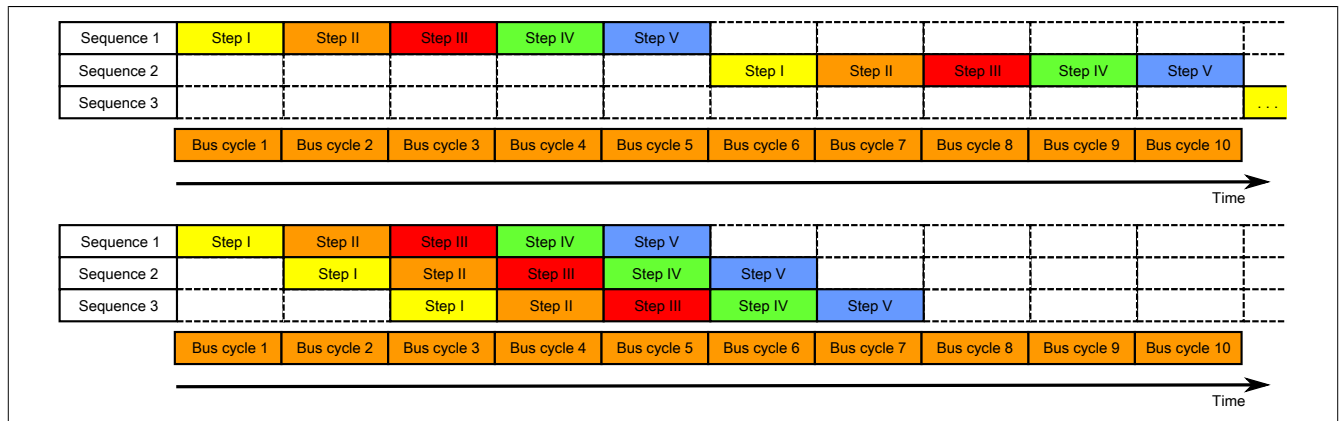 Sequence 1 Step I Step II Step III Step IV Step V
Sequence 2 Step I Step II Step III Step IV Step V
Sequence 3 . . .
Bus cycle 1 Bus cycle 2 Bus cycle 3 Bus cycle 4 Bus cycle 5 Bus cycle 6 Bus cycle 7 Bus cycle 8 Bus cycle 9 Bus cycle 10
Time
Sequence 1 Step I Step II Step III Step IV Step V
Sequence 2 Step I Step II Step III Step IV Step V
Sequence 3 Step I Step II Step III Step IV Step V
Bus cycle 1 Bus cycle 2 Bus cycle 3 Bus cycle 4 Bus cycle 5 Bus cycle 6 Bus cycle 7 Bus cycle 8 Bus cycle 9 Bus cycle 10
Time